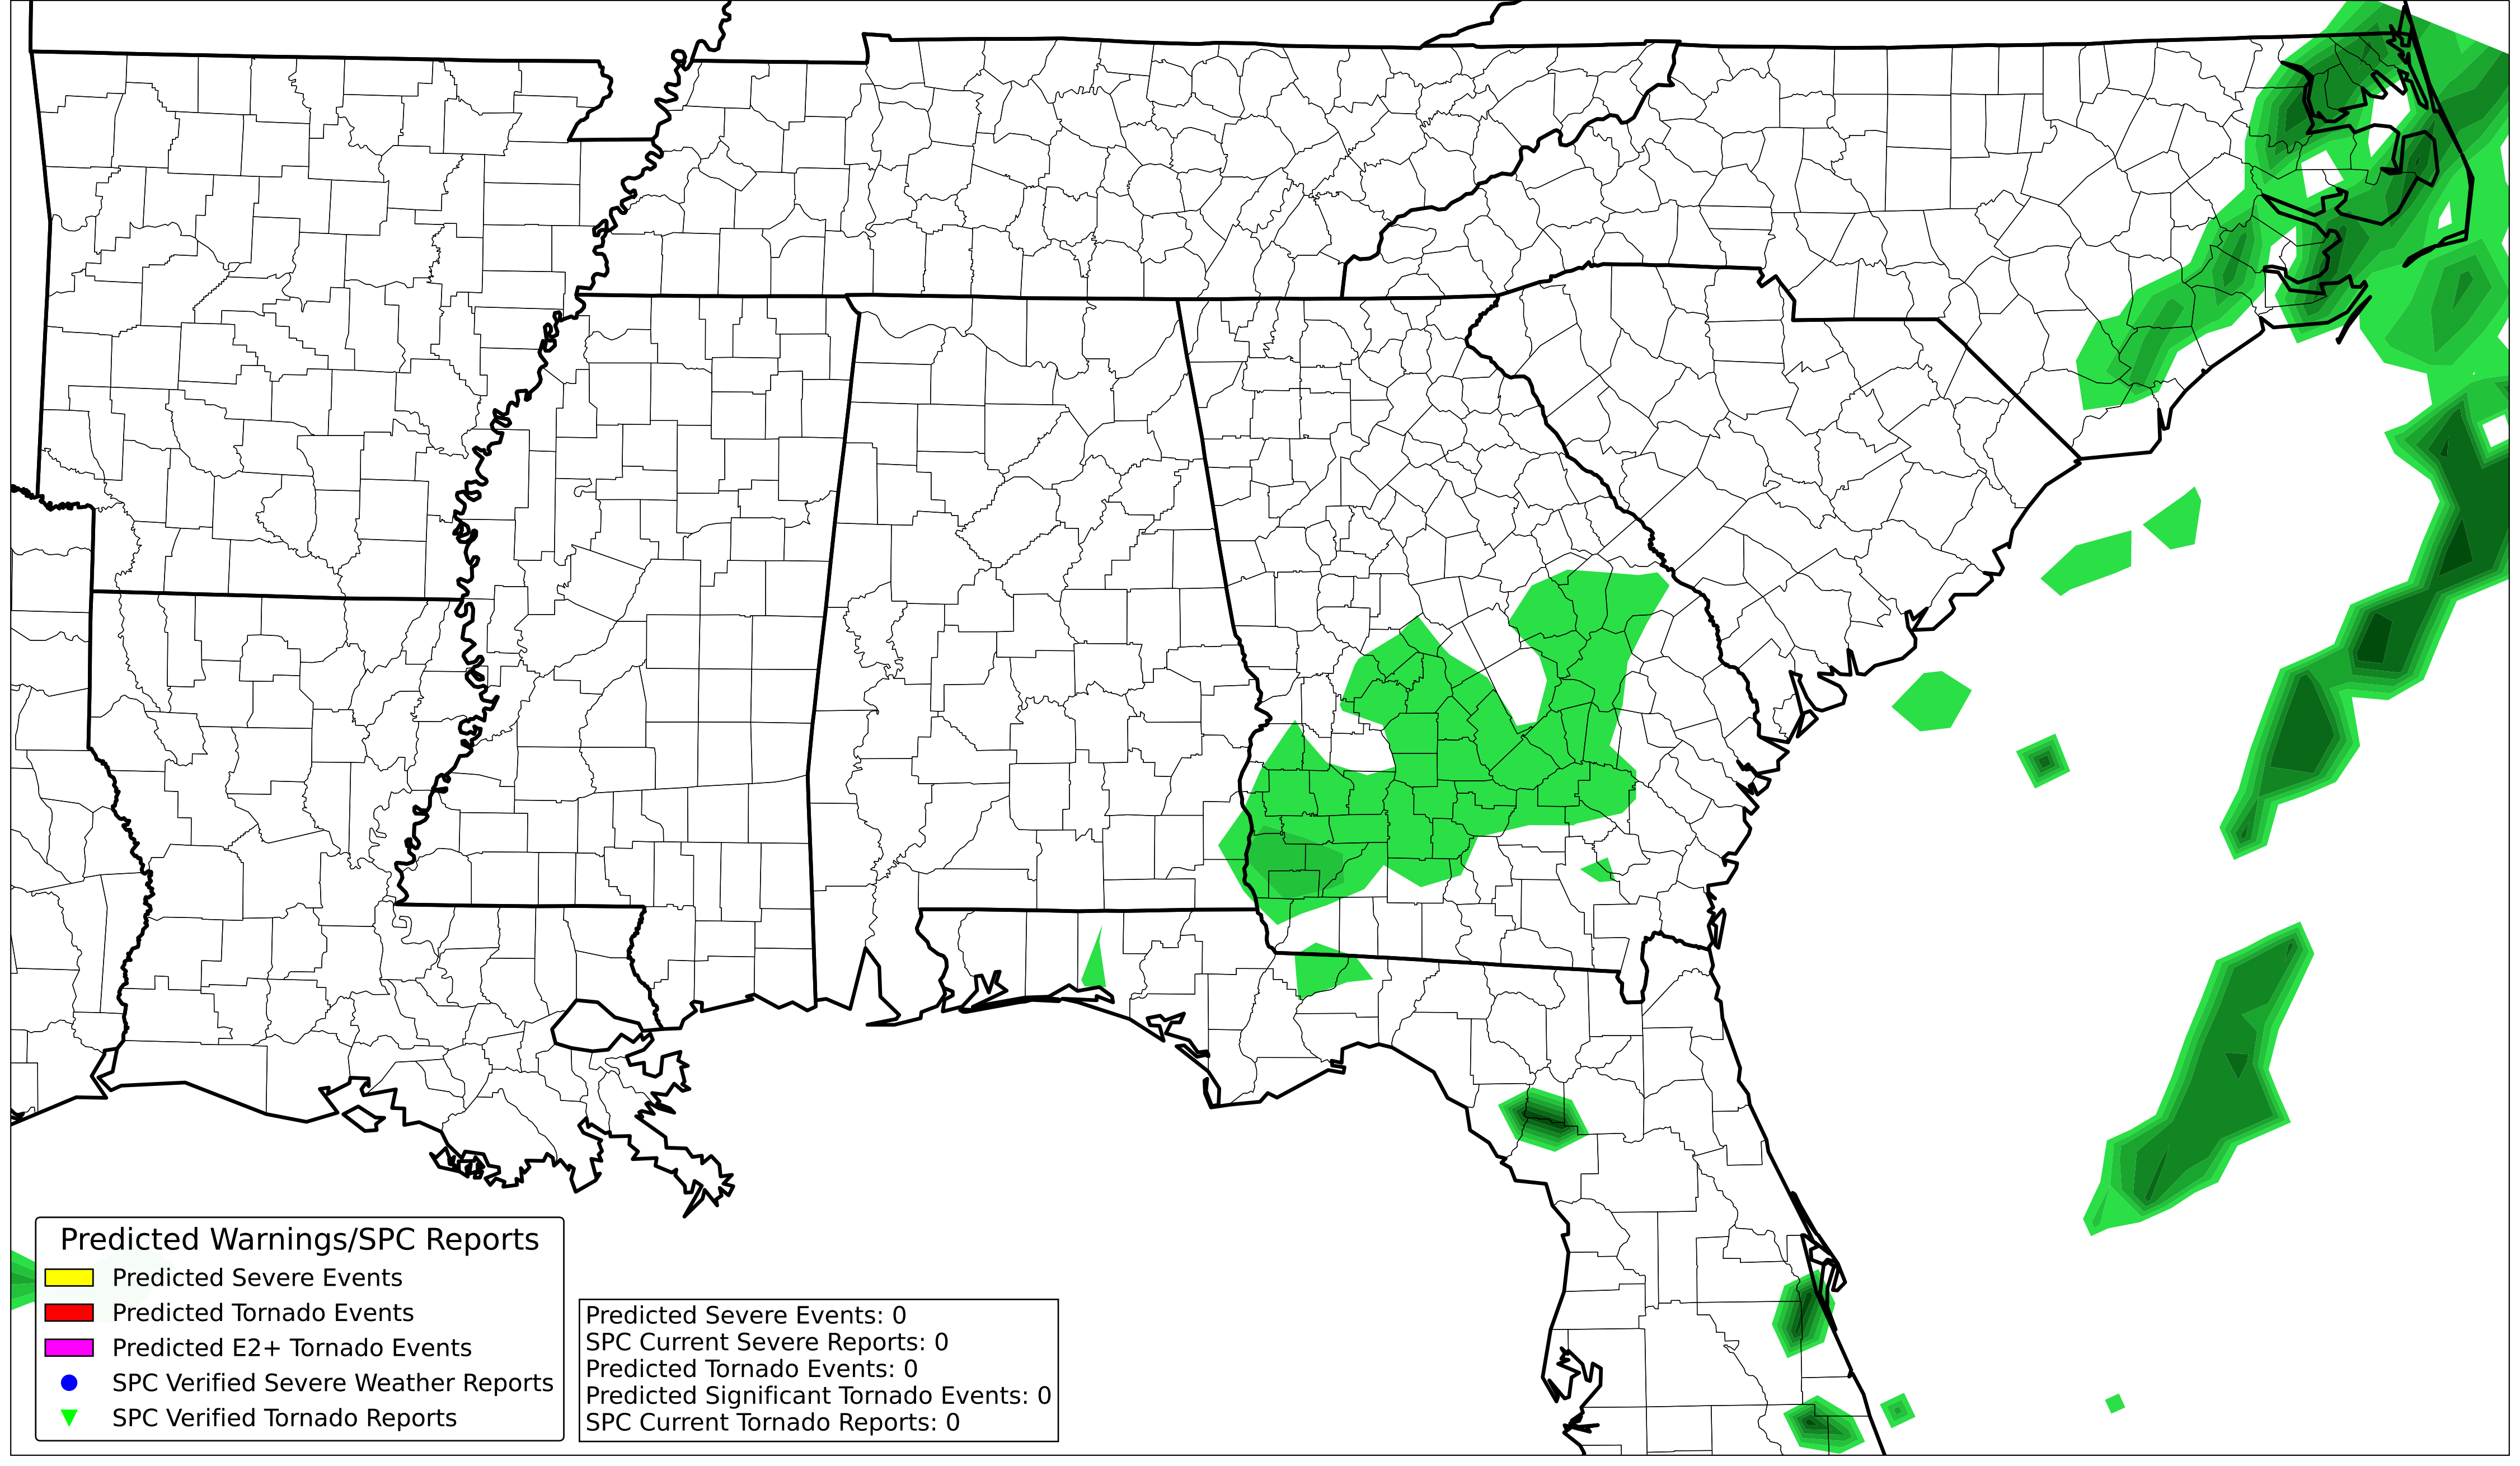 Predicted Warnings/SPC Reports
Predicted Severe Events
Predicted Tornado Events
Predicted E2+ Tornado Events
SPC Verified Severe Weather Reports
SPC Verified Tornado Reports
Predicted Severe Events: 0
SPC Current Severe Reports: 0
Predicted Tornado Events: 0
Predicted Significant Tornado Events: 0
SPC Current Tornado Reports: 0